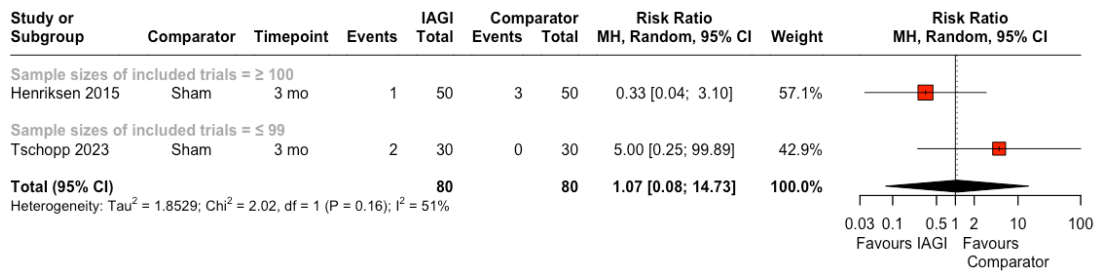 Study or IAGI Comparator Risk Ratio Risk Ratio
Subgroup Comparator Timepoint Events Total Events Total MH, Random, 95% CI Weight MH, Random, 95% CI
Sample sizes of included trials = ≥ 100
Henriksen 2015 Sham 3 mo 1 50 3 50 0.33 [0.04; 3.10] 57.1%
Sample sizes of included trials = ≤ 99
Tschopp 2023 Sham 3 mo 2 30 0 30 5.00 [0.25; 99.89] 42.9%
Total (95% CI) 80 80 1.07 [0.08; 14.73] 100.0%
Heterogeneity: Tau² = 1.8529; Chi² = 2.02, df = 1 (P = 0.16); I² = 51%
0.03 0.1 0.5 1 2 10 100
Favours IAGI Favours
Comparator